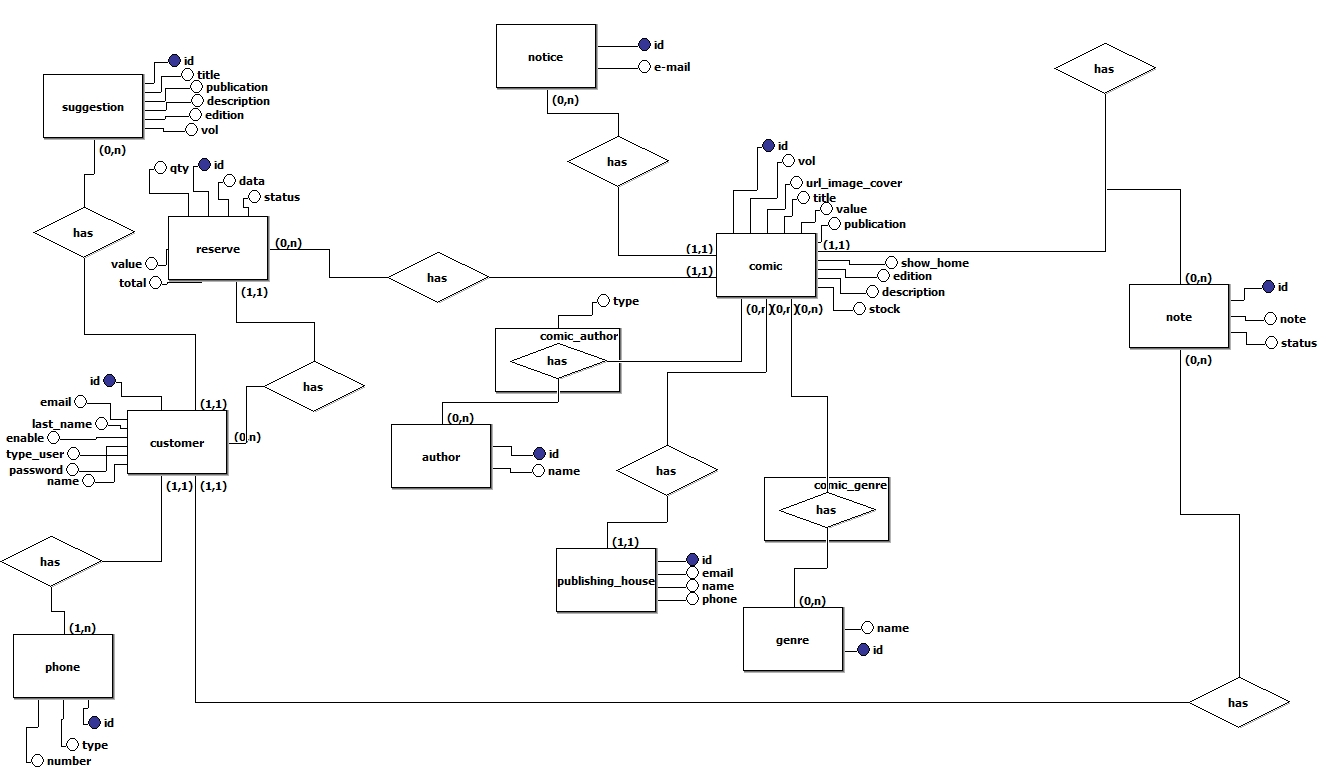 notice
id
e-mail
(0,n)
has
has
suggestion
id
title
publication
description
edition
vol
(0,n)
has
qty
id
data
status
reserve
value
total
(0,n)
(1,1)
has
has
comic
id
vol
url_image_cover
title
value
publication
(1,1)
(1,1)
(1,1)
show_home
edition
description
stock
(0,n)
(0,n)
(0,n)
note
(0,n)
id
note
status
(0,n)
type
comic_author
has
(0,n)
author
id
name
customer
id
email
last_name
enable
type_user
password
name
(1,1)
(0,n)
(1,1)
(1,1)
has
comic_genre
has
has
(1,1)
publishing_house
id
email
name
phone
(0,n)
genre
name
id
(1,n)
phone
id
type
number
has